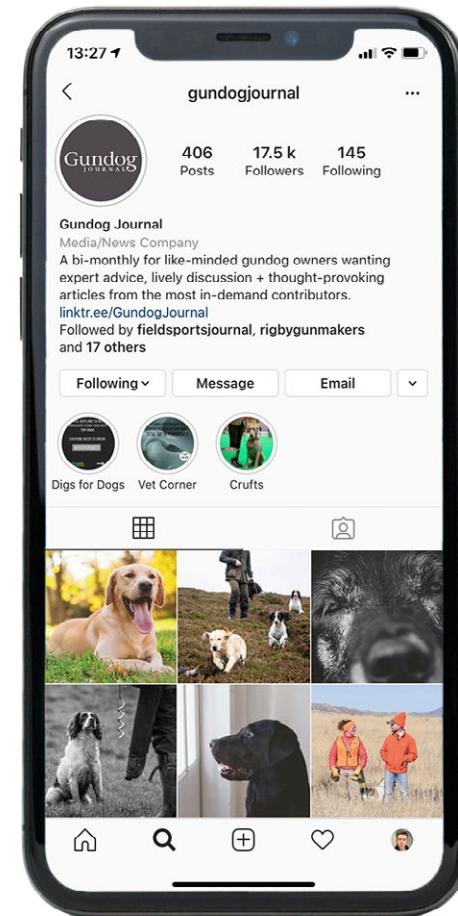 13:27
gundogjournal
Gundog
JOURNAL
406 17.5 k 145
Posts Followers Following
Gundog Journal
Media/News Company
A bi-monthly for like-minded gundog owners wanting
expert advice, lively discussion + thought-provoking
articles from the most in-demand contributors.
linktr.ee/GundogJournal
Followed by fieldsportsjournal, rigbygunmakers
and 17 others
Following Message Email
Digs for Dogs Vet Corner Crufts